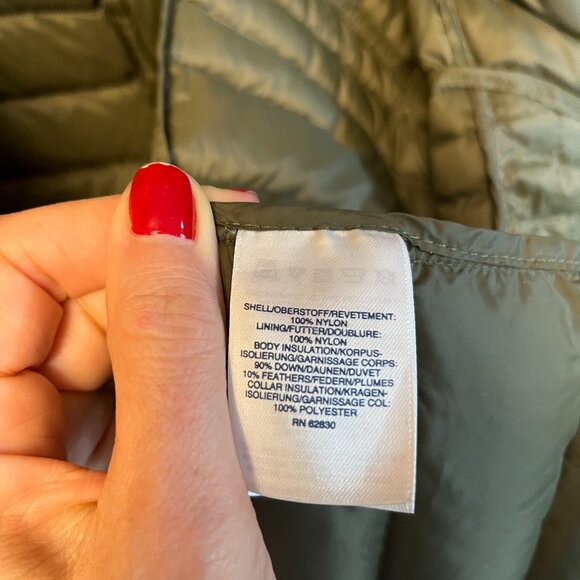 SHELL/OBERSTOFF/REVETEMENT:
100% NYLON
LINING/FUTTER/DOUBLURE:
100% NYLON
BODY INSULATION/KORPUS-
ISOLIERUNG/GARNISSAGE CORPS:
90% DOWN/DAUNEN/DUVET
10% FEATHERS/FEDERN/PLUMES
COLLAR INSULATION/KRAGEN-
ISOLIERUNG/GARNISSAGE COL:
100% POLYESTER
RN 62630